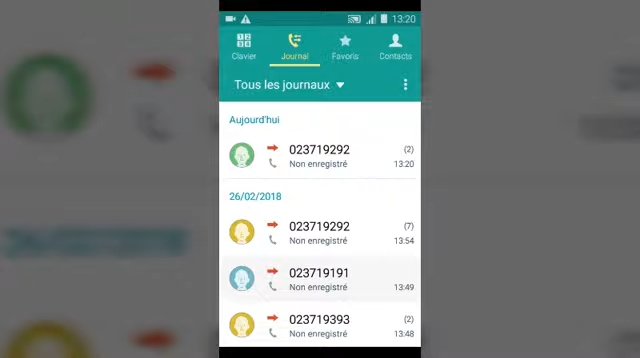 13:20
Clavier
Journal
Favoris
Contacts
Tous les journaux
Aujourd'hui
023719292 (2)
Non enregistré 13:20
26/02/2018
023719292 (7)
Non enregistré 13:54
023719191
Non enregistré 13:49
023719393 (2)
Non enregistré 13:48